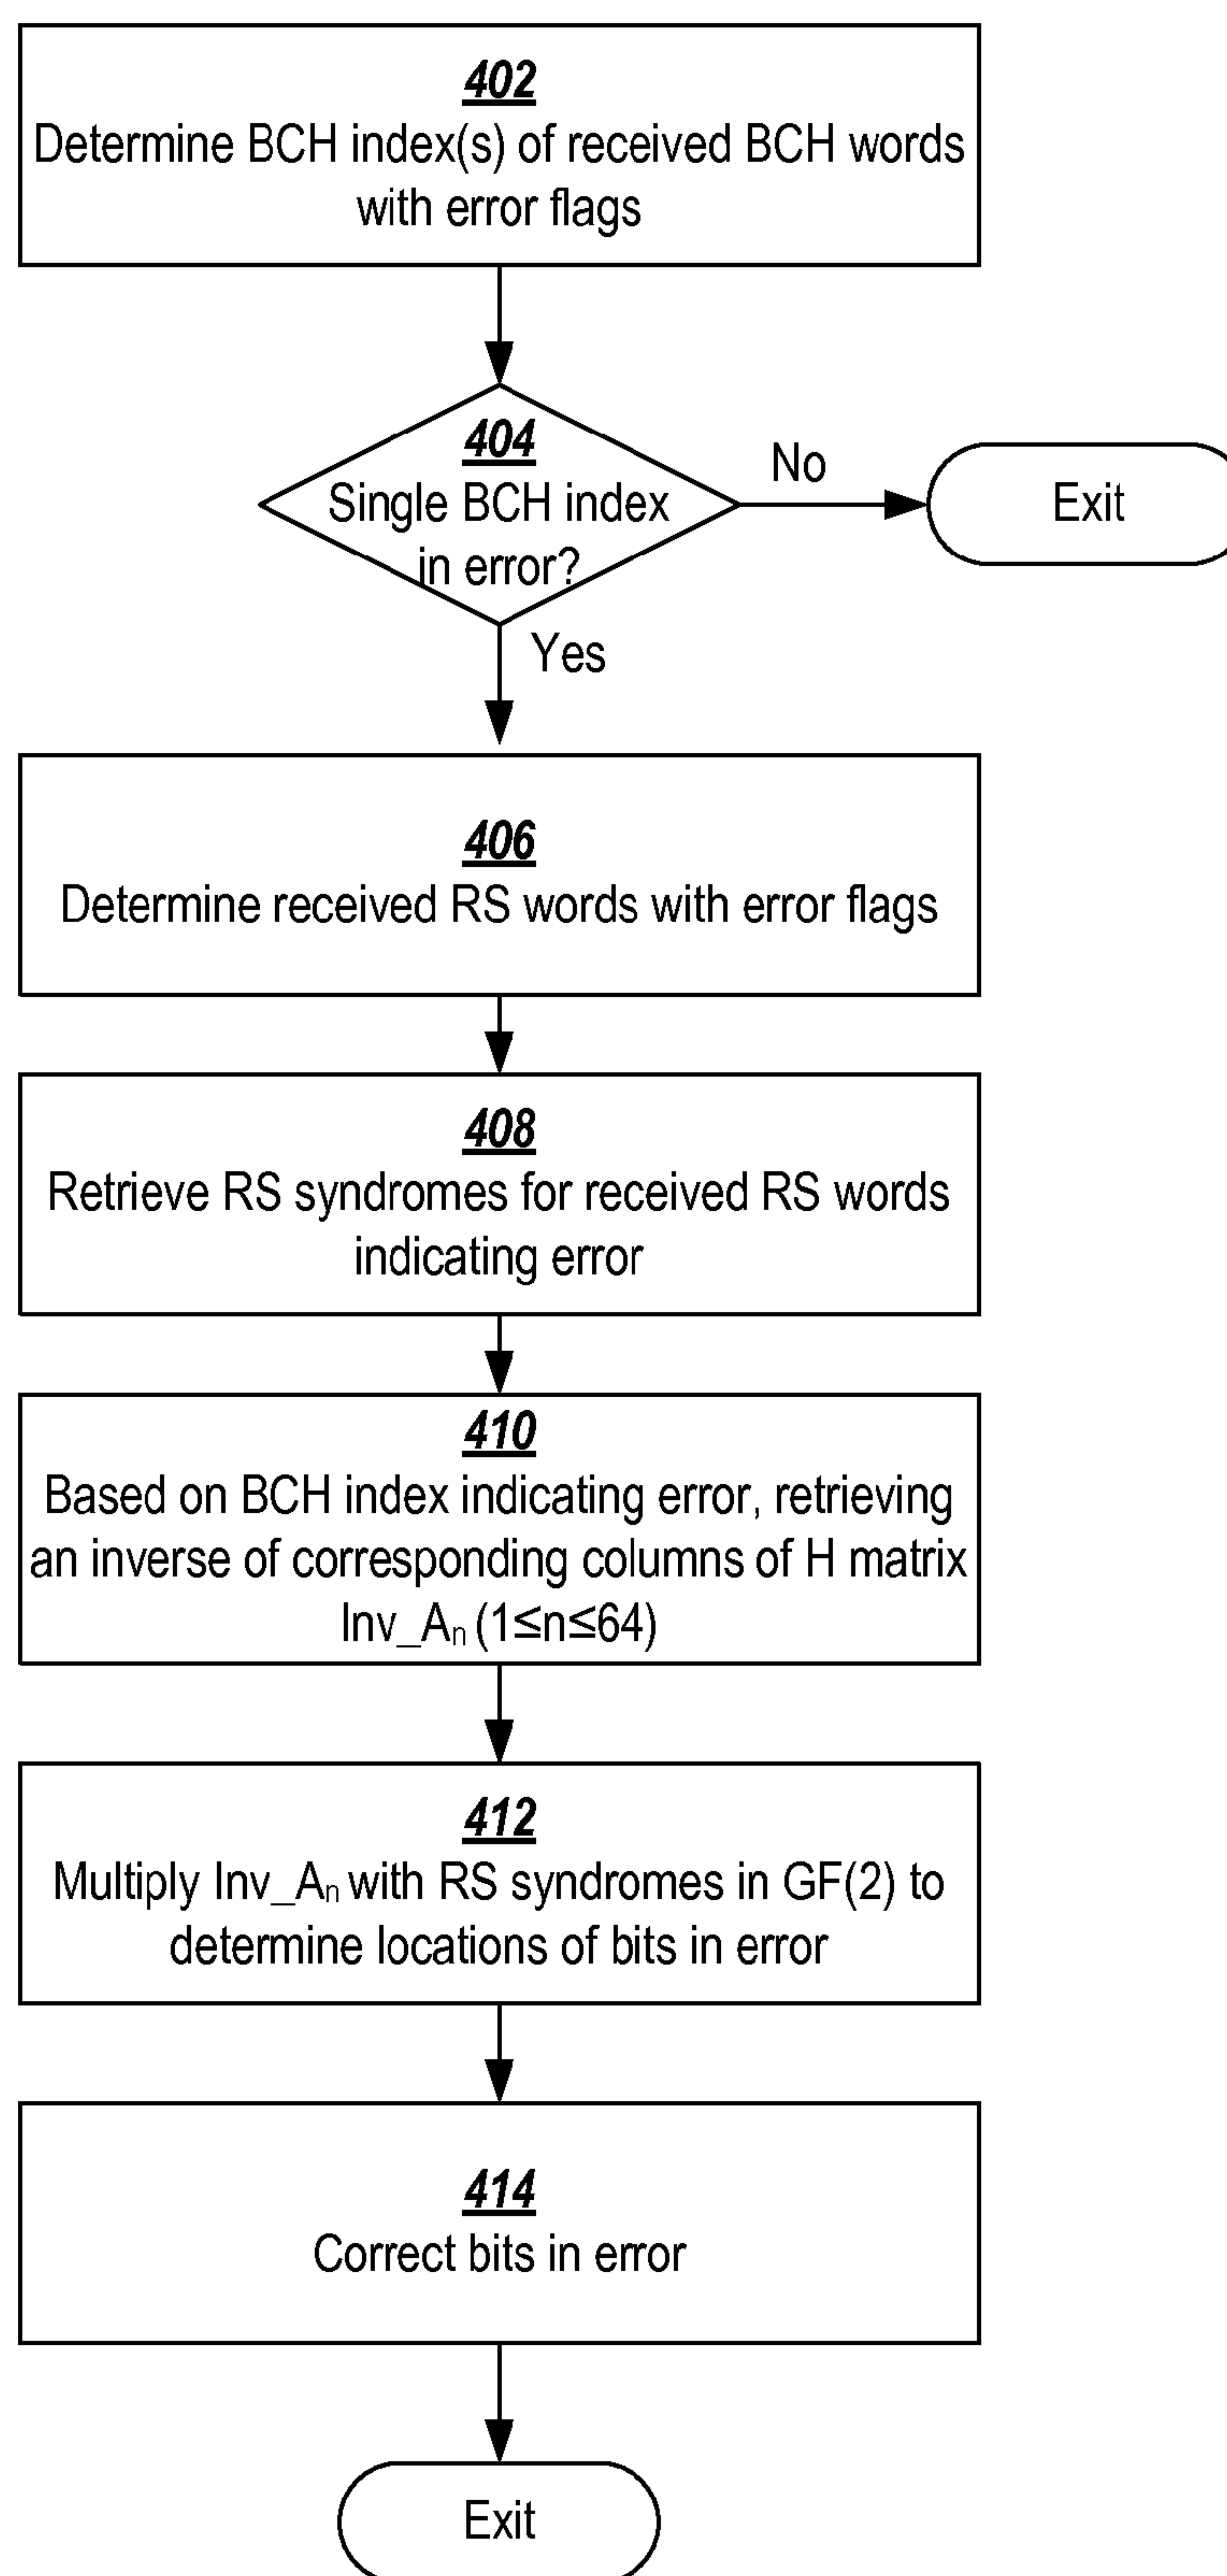 402
Determine BCH index(s) of received BCH words
with error flags
404
Single BCH index
in error?
No
Exit
Yes
406
Determine received RS words with error flags
408
Retrieve RS syndromes for received RS words
indicating error
410
Based on BCH index indicating error, retrieving
an inverse of corresponding columns of H matrix
Inv_Aₙ (1≤n≤64)
412
Multiply Inv_Aₙ with RS syndromes in GF(2) to
determine locations of bits in error
414
Correct bits in error
Exit